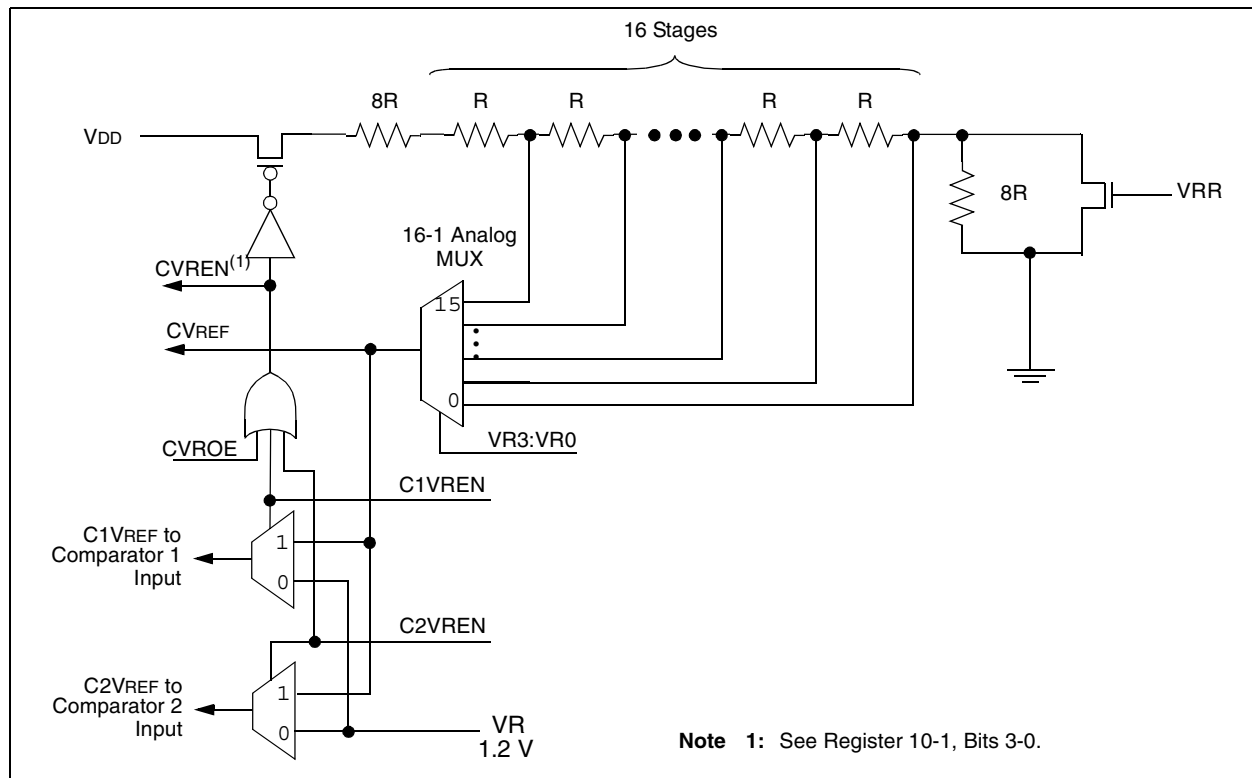 16 Stages
8R
R
R
R
R
VDD
8R
VRR
16-1 Analog
MUX
CVREN(1)
15
CVREF
0
VR3:VR0
CVROE
C1VREN
C1VREF to
Comparator 1
Input
1
0
C2VREN
C2VREF to
Comparator 2
Input
1
0
VR
1.2 V
Note 1: See Register 10-1, Bits 3-0.